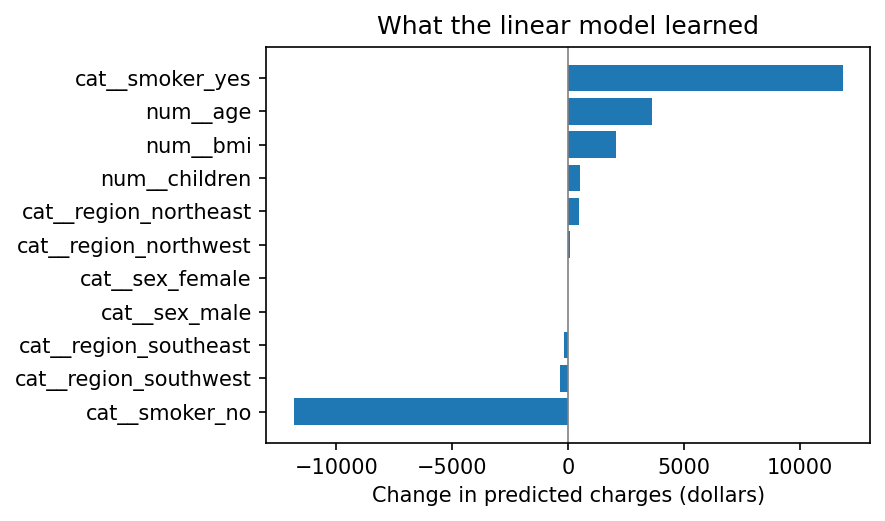 What the linear model learned
cat__smoker_yes
num__age
num__bmi
num__children
cat__region_northeast
cat__region_northwest
cat__sex_female
cat__sex_male
cat__region_southeast
cat__region_southwest
cat__smoker_no
−10000 −5000 0 5000 10000
Change in predicted charges (dollars)